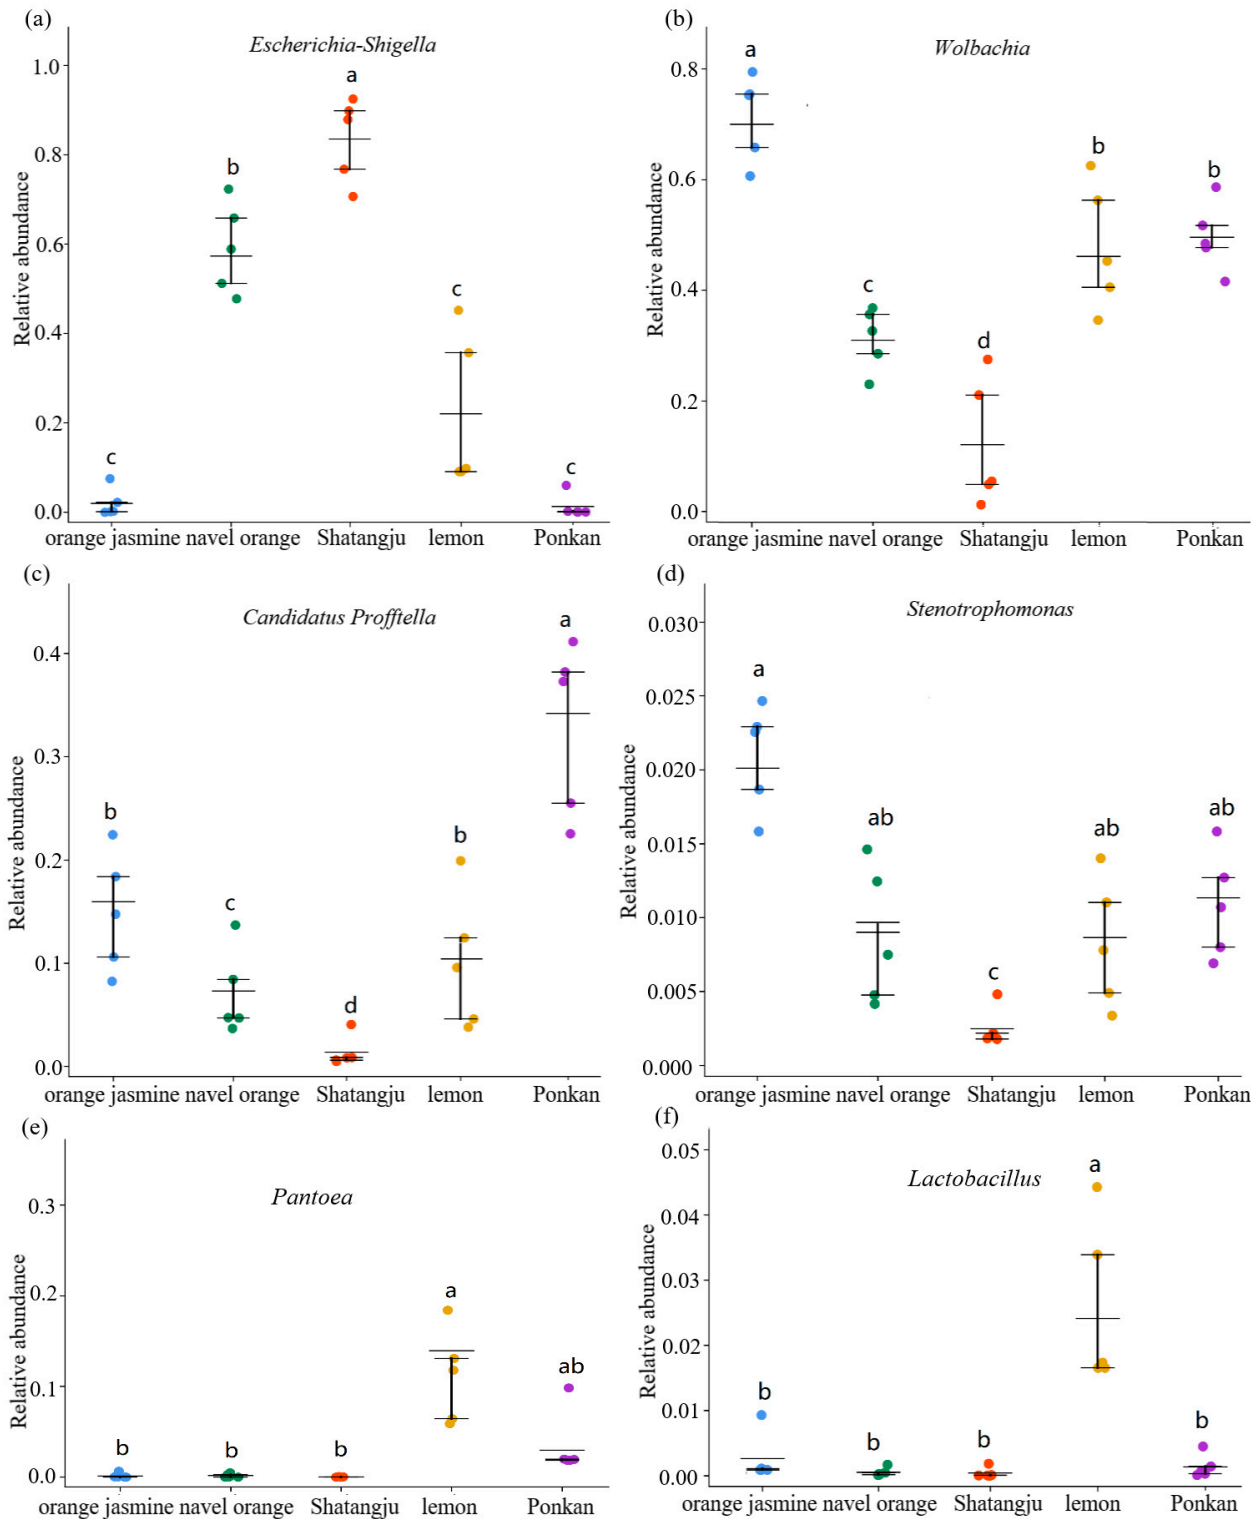 (a)
Escherichia-Shigella
Relative abundance
1.0
0.8
0.6
0.4
0.2
0.0
c
b
a
c
c
orange jasmine navel orange Shatangju lemon Ponkan
(b)
Wolbachia
Relative abundance
0.8
0.6
0.4
0.2
0.0
a
c
d
b
b
orange jasmine navel orange Shatangju lemon Ponkan
(c)
Candidatus Profftella
Relative abundance
0.4
0.3
0.2
0.1
0.0
b
c
d
b
a
orange jasmine navel orange Shatangju lemon Ponkan
(d)
Stenotrophomonas
Relative abundance
0.030
0.025
0.020
0.015
0.010
0.005
0.000
a
ab
c
ab
ab
orange jasmine navel orange Shatangju lemon Ponkan
(e)
Pantoea
Relative abundance
0.3
0.2
0.1
0.0
b
b
b
a
ab
orange jasmine navel orange Shatangju lemon Ponkan
(f)
Lactobacillus
Relative abundance
0.05
0.04
0.03
0.02
0.01
0.00
b
b
b
a
b
orange jasmine navel orange Shatangju lemon Ponkan